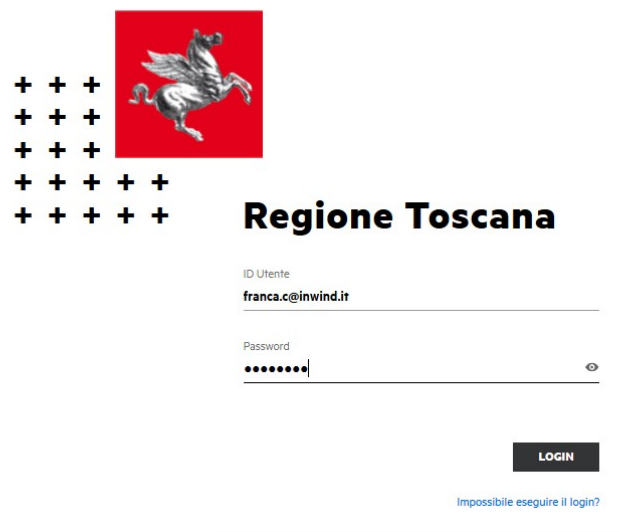 Regione Toscana
ID Utente
franca.c@inwind.it
Password
••••••••
LOGIN
Impossibile eseguire il login?